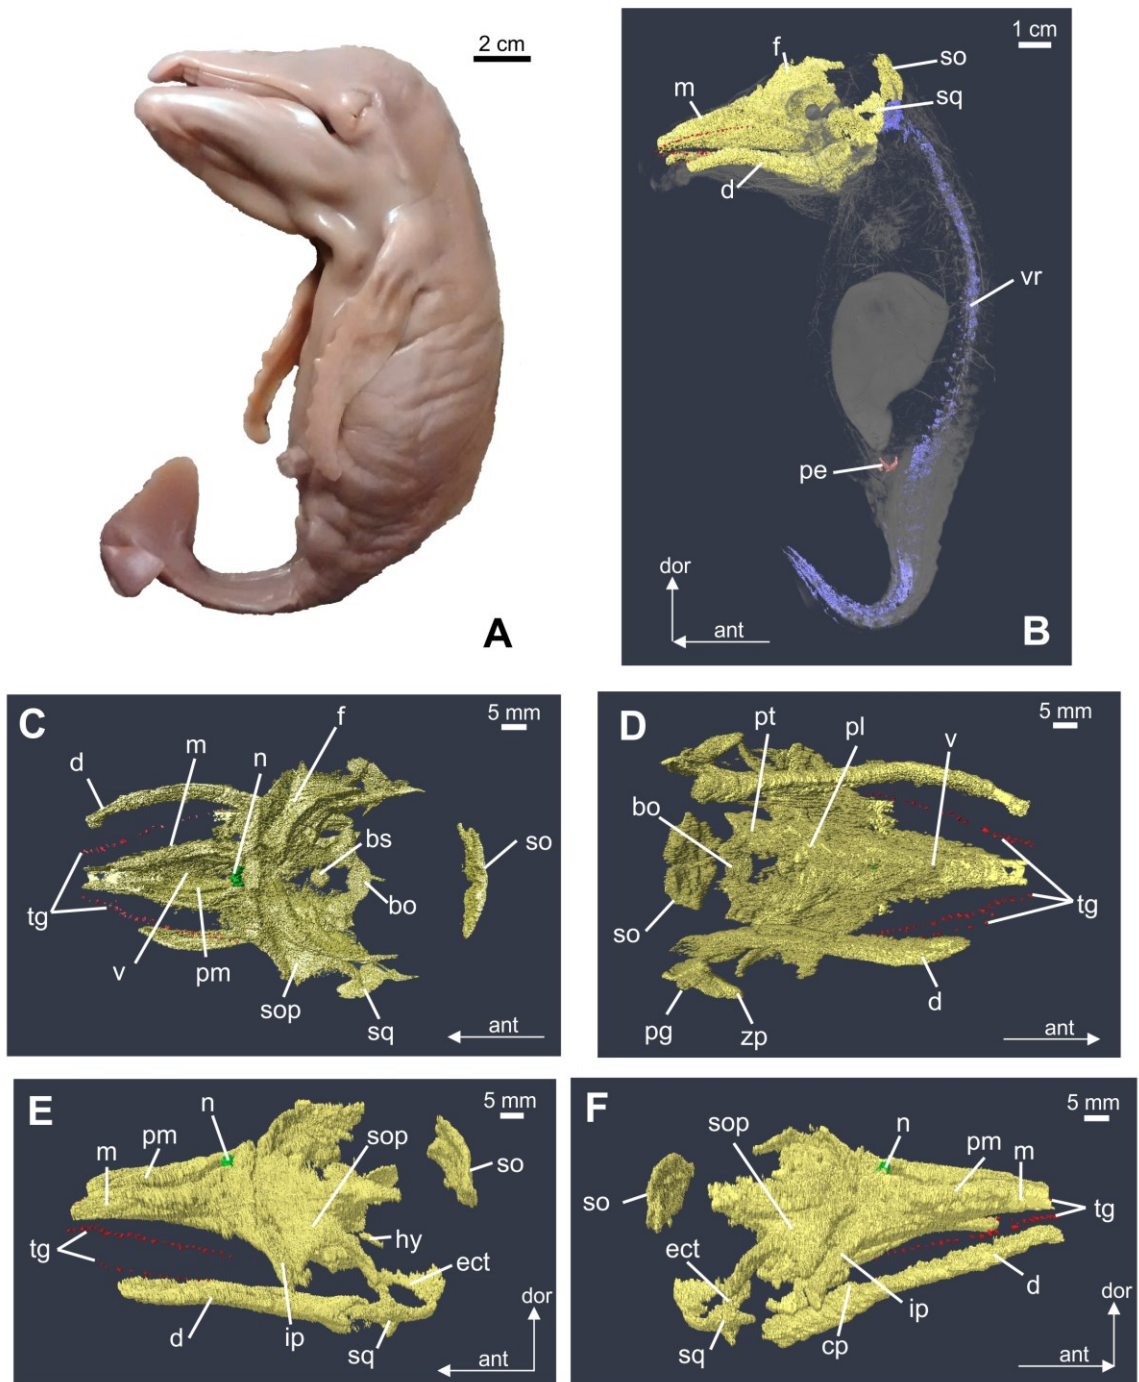 2 cm
A
1 cm
f
so
m
sq
d
vr
pe
dor
ant
B
C
5 mm
f
n
m
d
bs
so
bo
tg
v
pm
sop
sq
ant
D
5 mm
pt
pl
v
bo
tg
so
d
pg
zp
ant
E
5 mm
n
pm
sop
m
so
tg
hy
ect
dor
d
ip
sq
ant
F
5 mm
n
sop
pm
m
so
tg
ect
d
ip
dor
sq
cp
ant